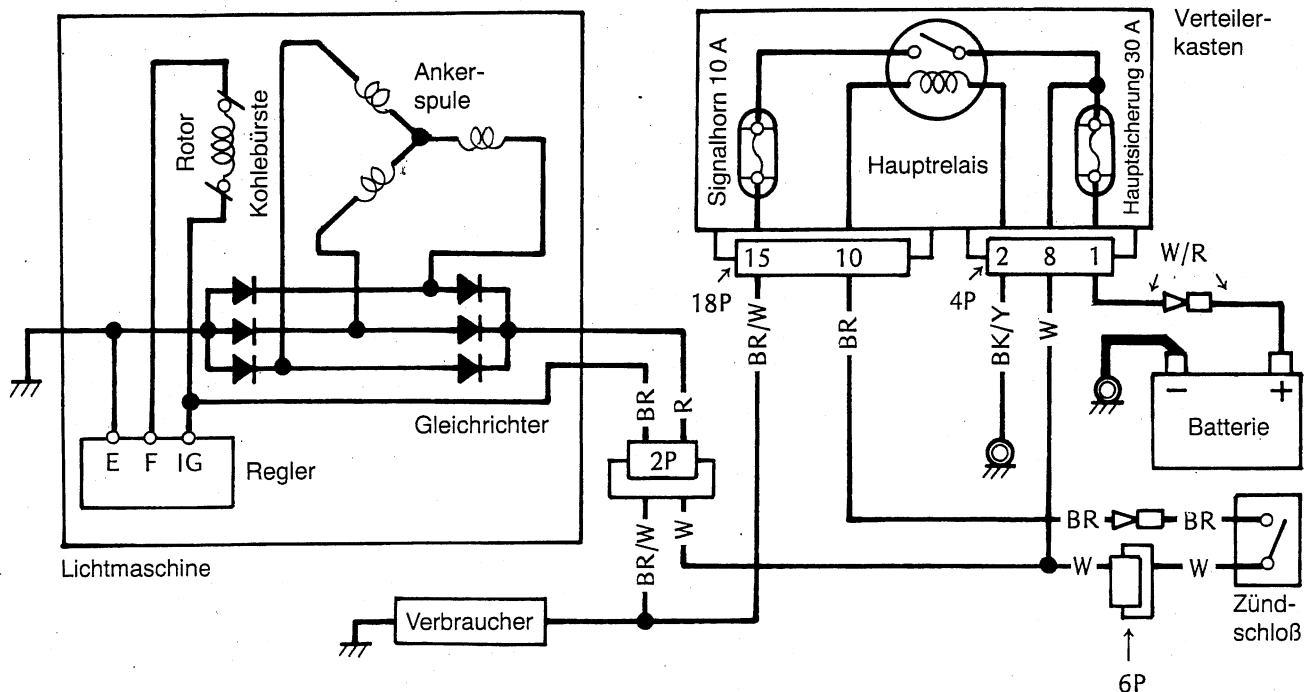 Rotor
Kohlebürste
Anker-
spule
E F IG
Regler
Gleichrichter
Lichtmaschine
BR
R
2P
BR/W
W
Verbraucher
Verteiler-
kasten
Signalhorn 10 A
Hauptrelais
Hauptsicherung 30 A
15 10
2 8 1
18P
4P
W/R
BR/W
BR
BK/Y
W
− +
Batterie
BR BR
W W
Zünd-
schloß
6P